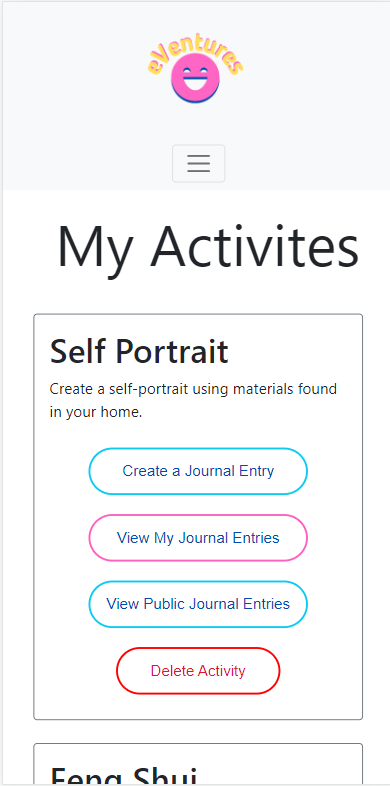 eVentures
My Activites
Self Portrait
Create a self-portrait using materials found
in your home.
Create a Journal Entry
View My Journal Entries
View Public Journal Entries
Delete Activity
Feng Shui